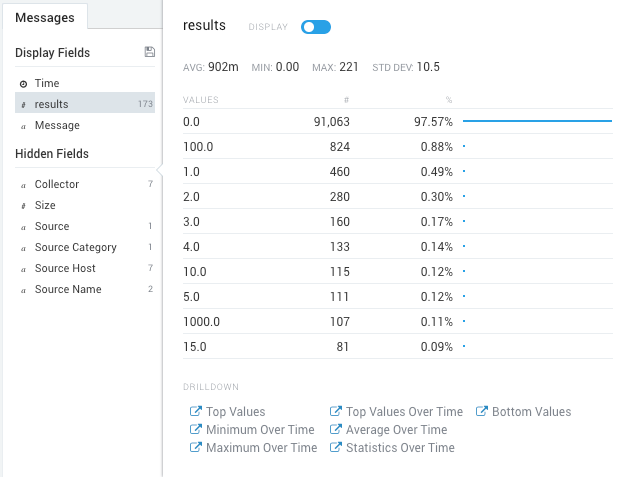 Messages
Display Fields
Time
# results 173
a Message
Hidden Fields
a Collector 7
# Size
a Source 1
a Source Category 1
a Source Host 7
a Source Name 2
results DISPLAY
AVG: 902m MIN: 0.00 MAX: 221 STD DEV: 10.5
VALUES # %
0.0 91,063 97.57%
100.0 824 0.88%
1.0 460 0.49%
2.0 280 0.30%
3.0 160 0.17%
4.0 133 0.14%
10.0 115 0.12%
5.0 111 0.12%
1000.0 107 0.11%
15.0 81 0.09%
DRILLDOWN
Top Values Top Values Over Time Bottom Values
Minimum Over Time Average Over Time
Maximum Over Time Statistics Over Time